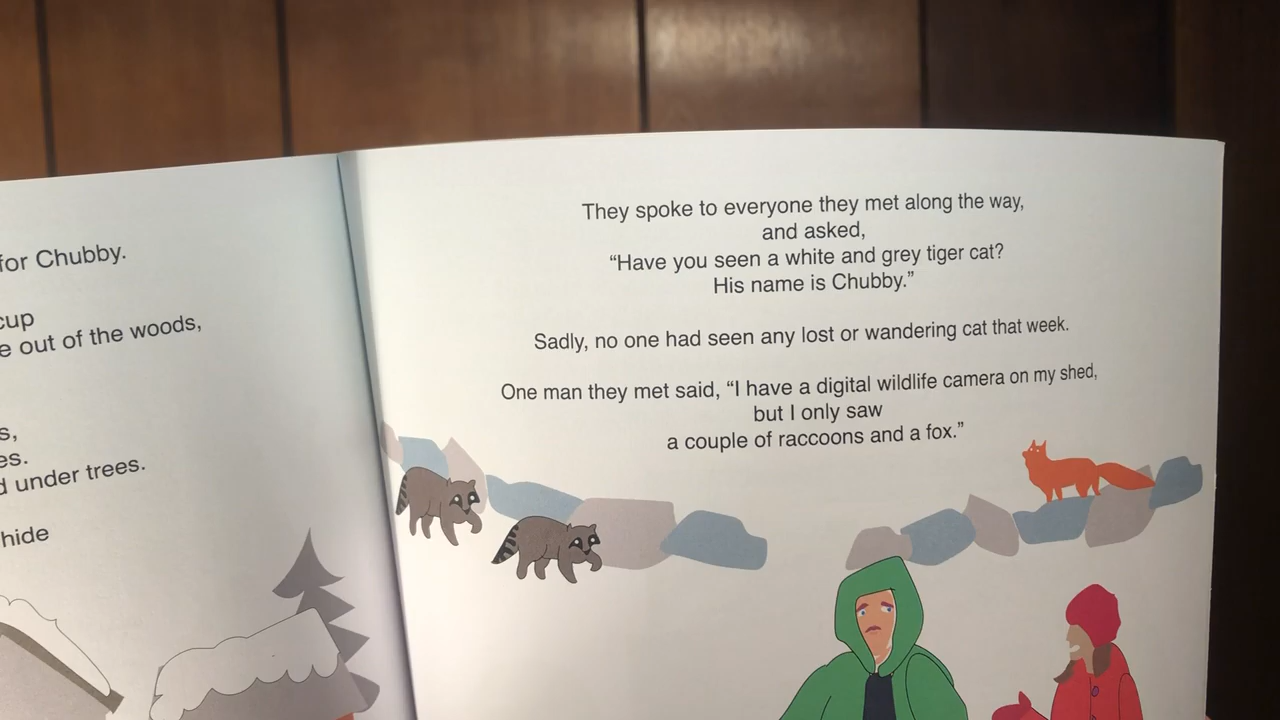 for Chubby.
cup
e out of the woods,
s,
es.
d under trees.
hide
They spoke to everyone they met along the way,
and asked,
“Have you seen a white and grey tiger cat?
His name is Chubby.”
Sadly, no one had seen any lost or wandering cat that week.
One man they met said, “I have a digital wildlife camera on my shed,
but I only saw
a couple of raccoons and a fox.”